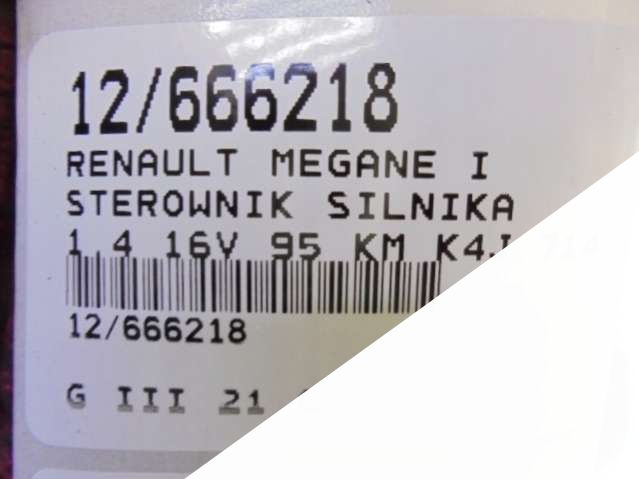 12/666218
RENAULT MEGANE I
STEROWNIK SILNIKA
1,4 16V 95 KM
12/666218
G III 21